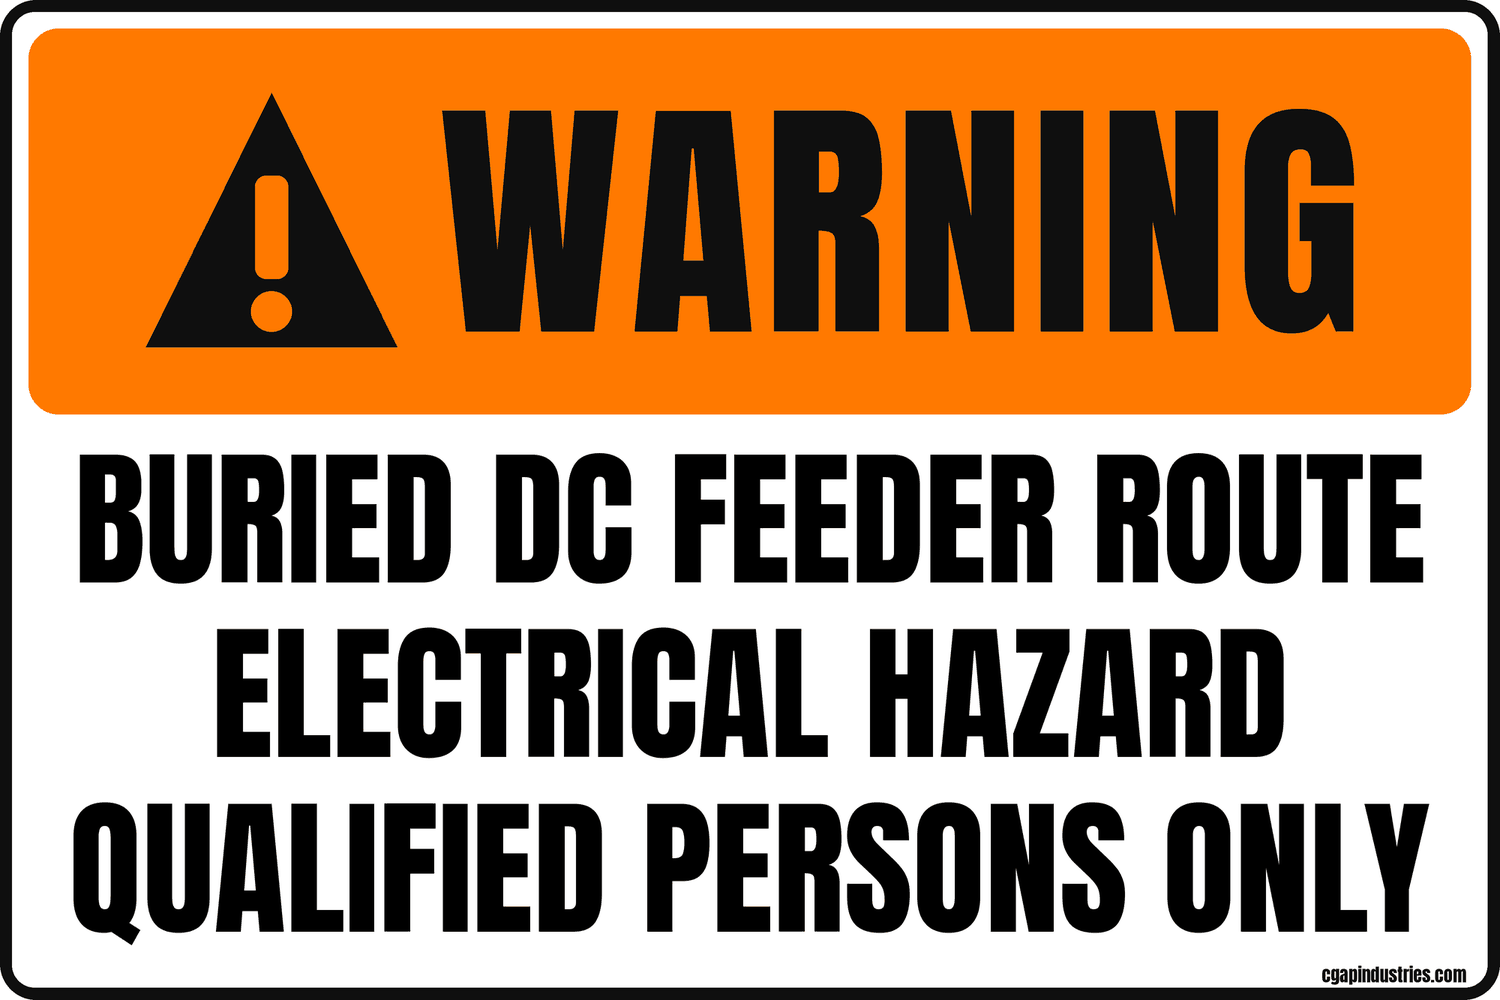 WARNING
BURIED DC FEEDER ROUTE
ELECTRICAL HAZARD
QUALIFIED PERSONS ONLY
cgapindustries.com